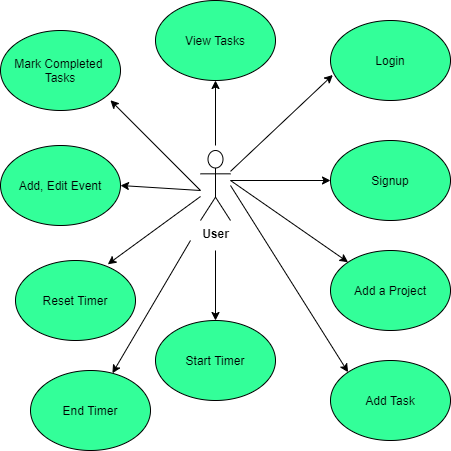 View Tasks
Mark Completed
Tasks
Login
Add, Edit Event
Signup
User
Reset Timer
Add a Project
Start Timer
End Timer
Add Task